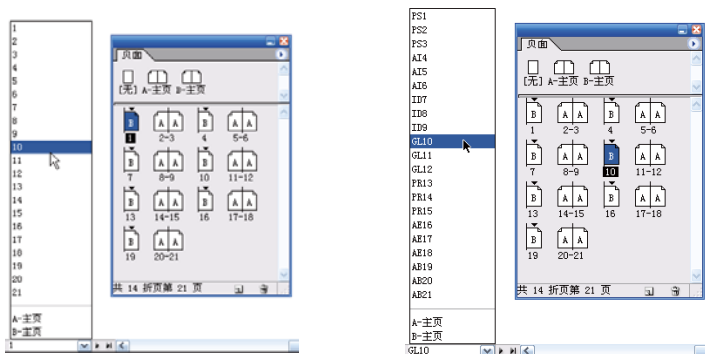 1
2
3
4
5
6
7
8
9
10
11
12
13
14
15
16
17
18
19
20
21
A-主页
B-主页
1
页面
[无] A-主页 B-主页
B A A B A A
1 2-3 4 5-6
B A A B A A
7 8-9 10 11-12
B A A B A A
13 14-15 16 17-18
B A A
19 20-21
共 14 折页第 21 页
PS1
PS2
PS3
AI4
AI5
AI6
ID7
ID8
ID9
GL10
GL11
GL12
PR13
PR14
PR15
AE16
AE17
AE18
AB19
AB20
AB21
A-主页
B-主页
GL10
页面
[无] A-主页 B-主页
B A A B A A
1 2-3 4 5-6
B A A B A A
7 8-9 10 11-12
B A A B A A
13 14-15 16 17-18
B A A
19 20-21
共 14 折页第 21 页